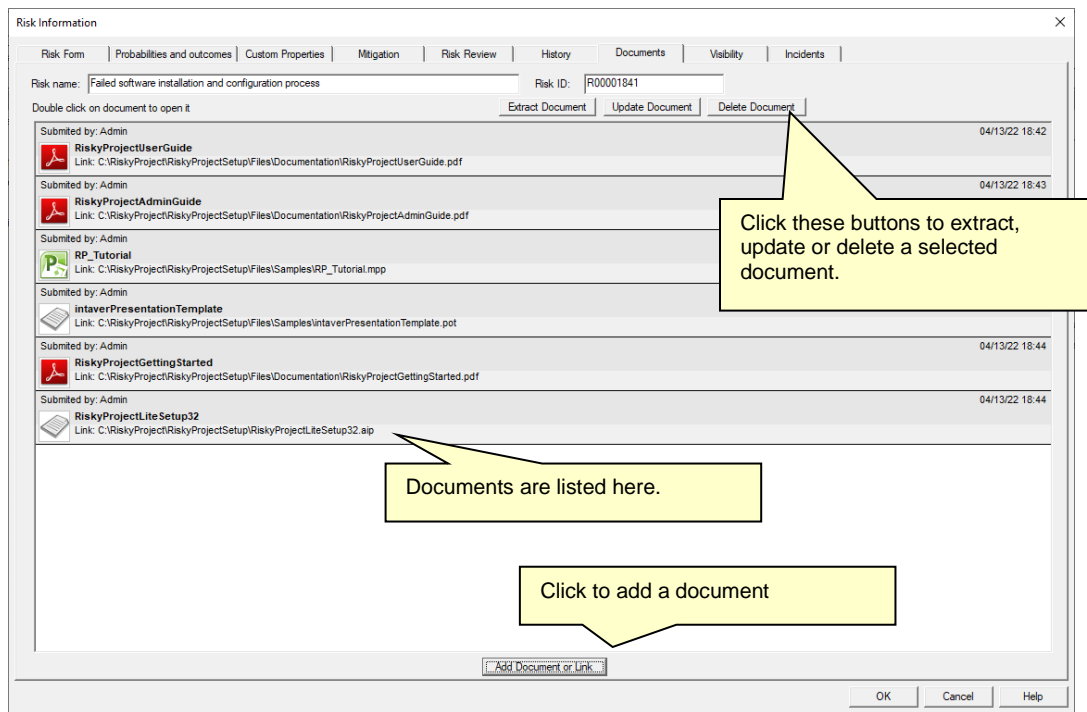 Risk Information
Risk Form Probabilities and outcomes Custom Properties Mitigation Risk Review History Documents Visibility Incidents
Risk name: Failed software installation and configuration process Risk ID: R00001841
Double click on document to open it Extract Document Update Document Delete Document
Submited by: Admin 04/13/22 18:42
RiskyProjectUserGuide
Link: C:\RiskyProject\RiskyProjectSetup\Files\Documentation\RiskyProjectUserGuide.pdf
Submited by: Admin 04/13/22 18:43
RiskyProjectAdminGuide
Link: C:\RiskyProject\RiskyProjectSetup\Files\Documentation\RiskyProjectAdminGuide.pdf
Click these buttons to extract,
update or delete a selected
document.
Submited by: Admin
RP_Tutorial
Link: C:\RiskyProject\RiskyProjectSetup\Files\Samples\RP_Tutorial.mpp
Submited by: Admin
intaverPresentationTemplate
Link: C:\RiskyProject\RiskyProjectSetup\Files\Samples\intaverPresentationTemplate.pot
Submited by: Admin 04/13/22 18:44
RiskyProjectGettingStarted
Link: C:\RiskyProject\RiskyProjectSetup\Files\Documentation\RiskyProjectGettingStarted.pdf
Submited by: Admin 04/13/22 18:44
RiskyProjectLiteSetup32
Link: C:\RiskyProject\RiskyProjectSetup\RiskyProjectLiteSetup32.aip
Documents are listed here.
Click to add a document
Add Document or Link
OK Cancel Help